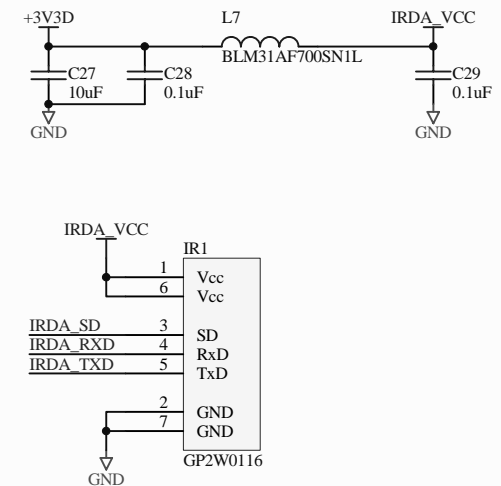 +3V3D
L7
IRDA_VCC
BLM31AF700SN1L
C27
10uF
C28
0.1uF
C29
0.1uF
GND
GND
IRDA_VCC
IR1
1 Vcc
6 Vcc
IRDA_SD 3 SD
IRDA_RXD 4 RxD
IRDA_TXD 5 TxD
2 GND
7 GND
GP2W0116
GND